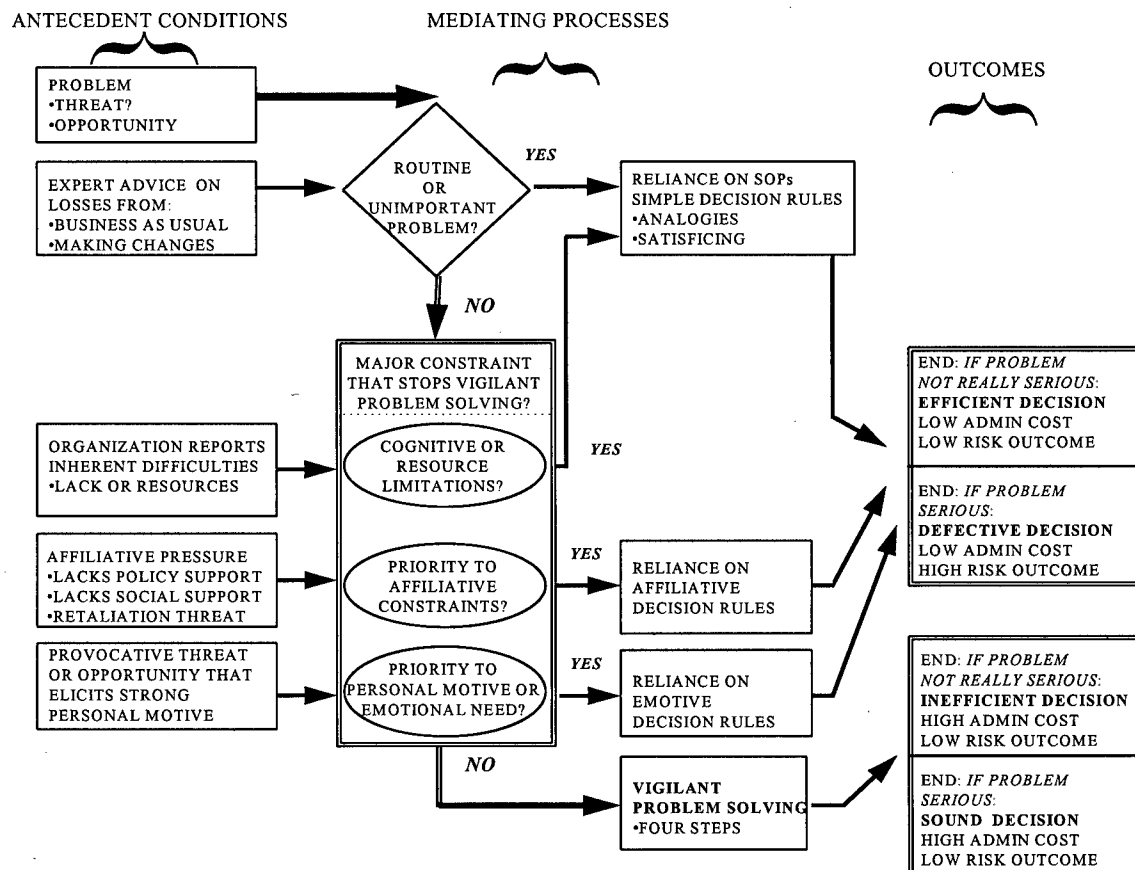 ANTECEDENT CONDITIONS
MEDIATING PROCESSES
OUTCOMES
PROBLEM
•THREAT?
•OPPORTUNITY
EXPERT ADVICE ON
LOSSES FROM:
•BUSINESS AS USUAL
•MAKING CHANGES
ROUTINE
OR
UNIMPORTANT
PROBLEM?
YES
NO
RELIANCE ON SOPs
SIMPLE DECISION RULES
•ANALOGIES
•SATISFICING
MAJOR CONSTRAINT
THAT STOPS VIGILANT
PROBLEM SOLVING?
ORGANIZATION REPORTS
INHERENT DIFFICULTIES
•LACK OR RESOURCES
COGNITIVE OR
RESOURCE
LIMITATIONS?
YES
AFFILIATIVE PRESSURE
•LACKS POLICY SUPPORT
•LACKS SOCIAL SUPPORT
•RETALIATION THREAT
PRIORITY TO
AFFILIATIVE
CONSTRAINTS?
YES
RELIANCE ON
AFFILIATIVE
DECISION RULES
PROVOCATIVE THREAT
OR OPPORTUNITY THAT
ELICITS STRONG
PERSONAL MOTIVE
PRIORITY TO
PERSONAL MOTIVE OR
EMOTIONAL NEED?
YES
RELIANCE ON
EMOTIVE
DECISION RULES
NO
VIGILANT
PROBLEM SOLVING
•FOUR STEPS
END: IF PROBLEM
NOT REALLY SERIOUS:
EFFICIENT DECISION
LOW ADMIN COST
LOW RISK OUTCOME
END: IF PROBLEM
SERIOUS:
DEFECTIVE DECISION
LOW ADMIN COST
HIGH RISK OUTCOME
END: IF PROBLEM
NOT REALLY SERIOUS:
INEFFICIENT DECISION
HIGH ADMIN COST
LOW RISK OUTCOME
END: IF PROBLEM
SERIOUS:
SOUND DECISION
HIGH ADMIN COST
LOW RISK OUTCOME